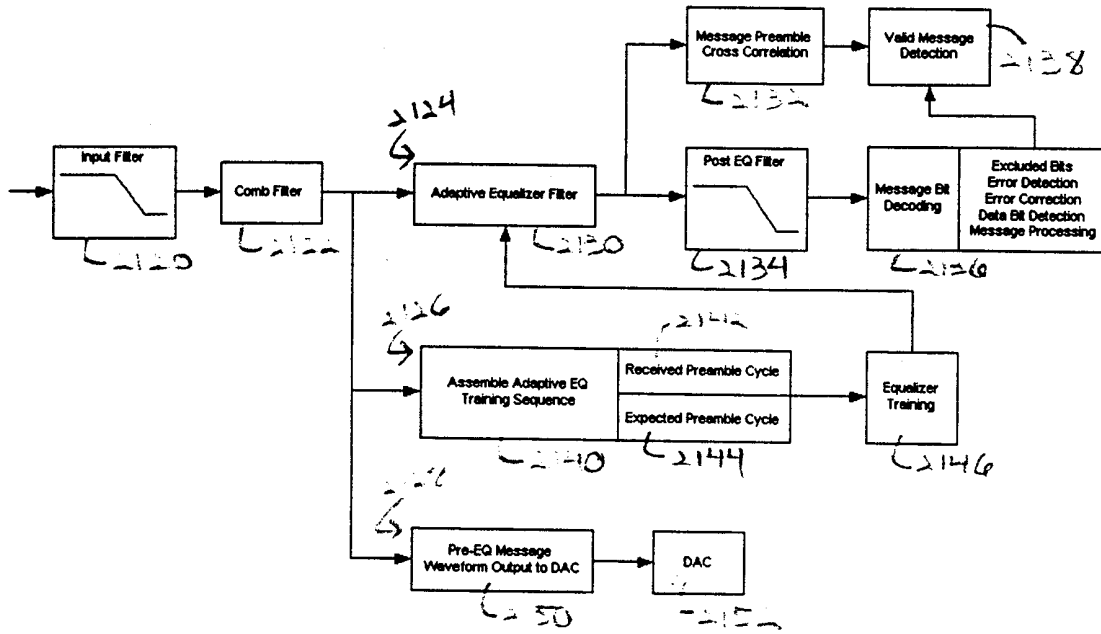 Message Preamble
Cross Correlation
2132
Valid Message
Detection
2138
2124
Input Filter
2120
Comb Filter
2122
Adaptive Equalizer Filter
2130
Post EQ Filter
2134
Message Bit
Decoding
2136
Excluded Bits
Error Detection
Error Correction
Data Bit Detection
Message Processing
2126
2142
Assemble Adaptive EQ
Training Sequence
2140
Received Preamble Cycle
Expected Preamble Cycle
2144
Equalizer
Training
2146
Pre-EQ Message
Waveform Output to DAC
DAC
2152